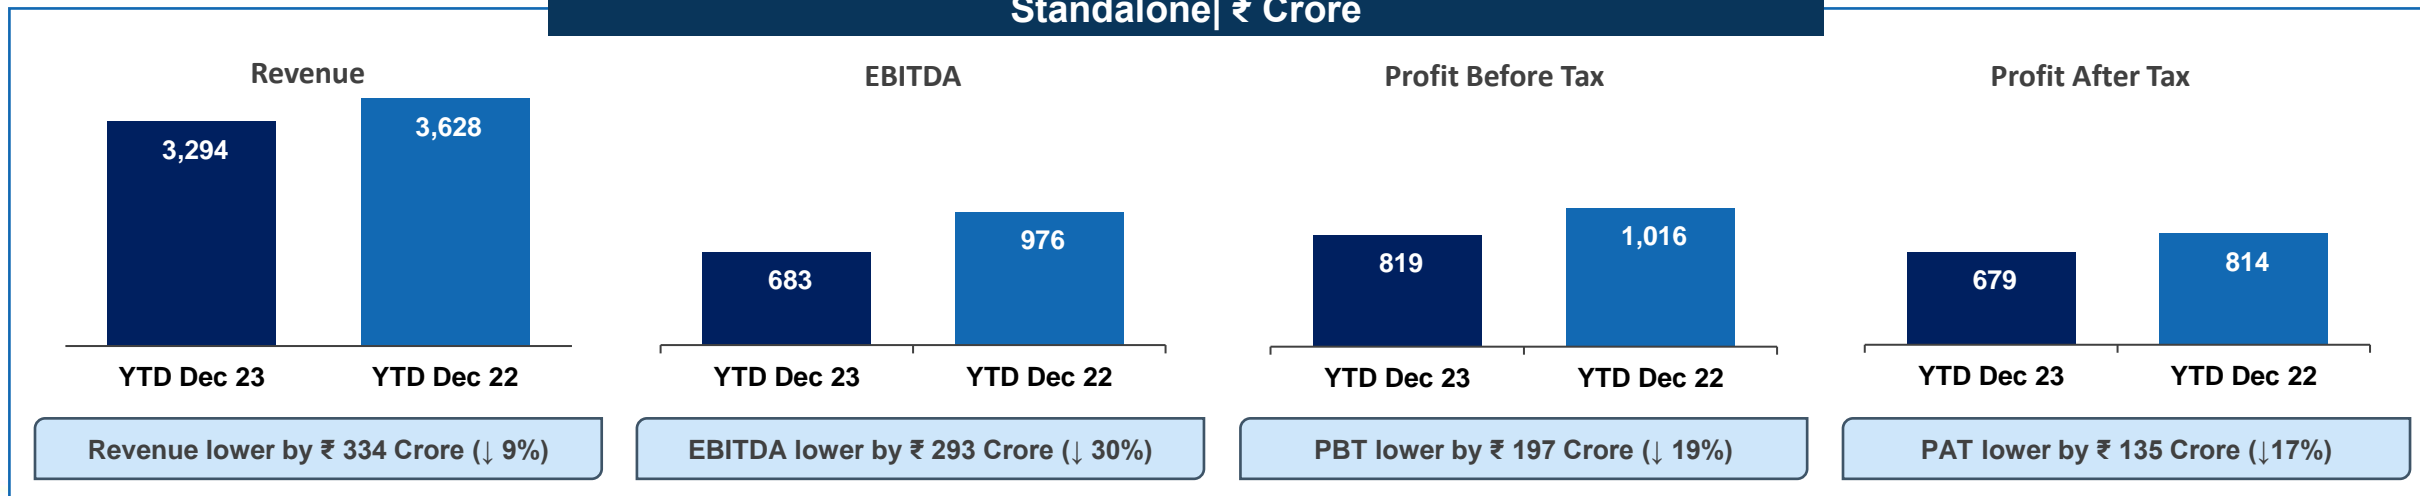 Standalone| ₹ Crore
Revenue
3,294
3,628
YTD Dec 23
YTD Dec 22
Revenue lower by ₹ 334 Crore (↓ 9%)
EBITDA
683
976
YTD Dec 23
YTD Dec 22
EBITDA lower by ₹ 293 Crore (↓ 30%)
Profit Before Tax
819
1,016
YTD Dec 23
YTD Dec 22
PBT lower by ₹ 197 Crore (↓ 19%)
Profit After Tax
679
814
YTD Dec 23
YTD Dec 22
PAT lower by ₹ 135 Crore (↓17%)